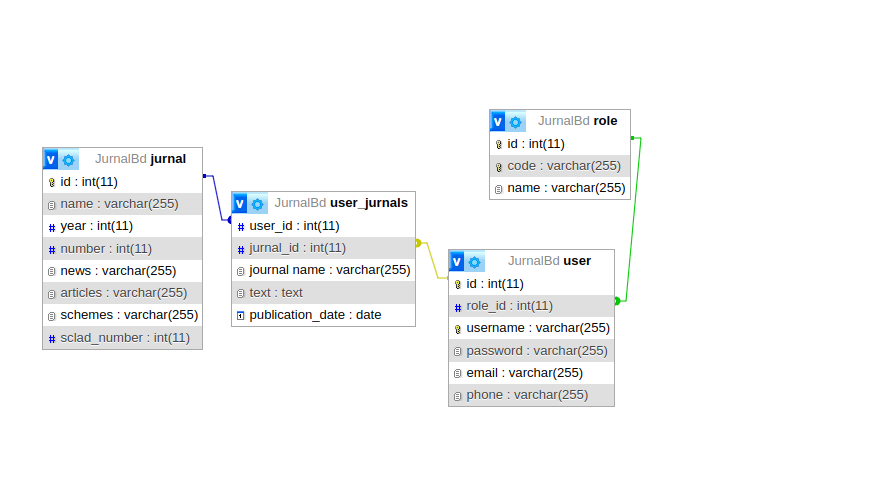 JurnalBd jurnal
id : int(11)
name : varchar(255)
year : int(11)
number : int(11)
news : varchar(255)
articles : varchar(255)
schemes : varchar(255)
sclad_number : int(11)
JurnalBd user_jurnals
user_id : int(11)
jurnal_id : int(11)
journal name : varchar(255)
text : text
publication_date : date
JurnalBd role
id : int(11)
code : varchar(255)
name : varchar(255)
JurnalBd user
id : int(11)
role_id : int(11)
username : varchar(255)
password : varchar(255)
email : varchar(255)
phone : varchar(255)